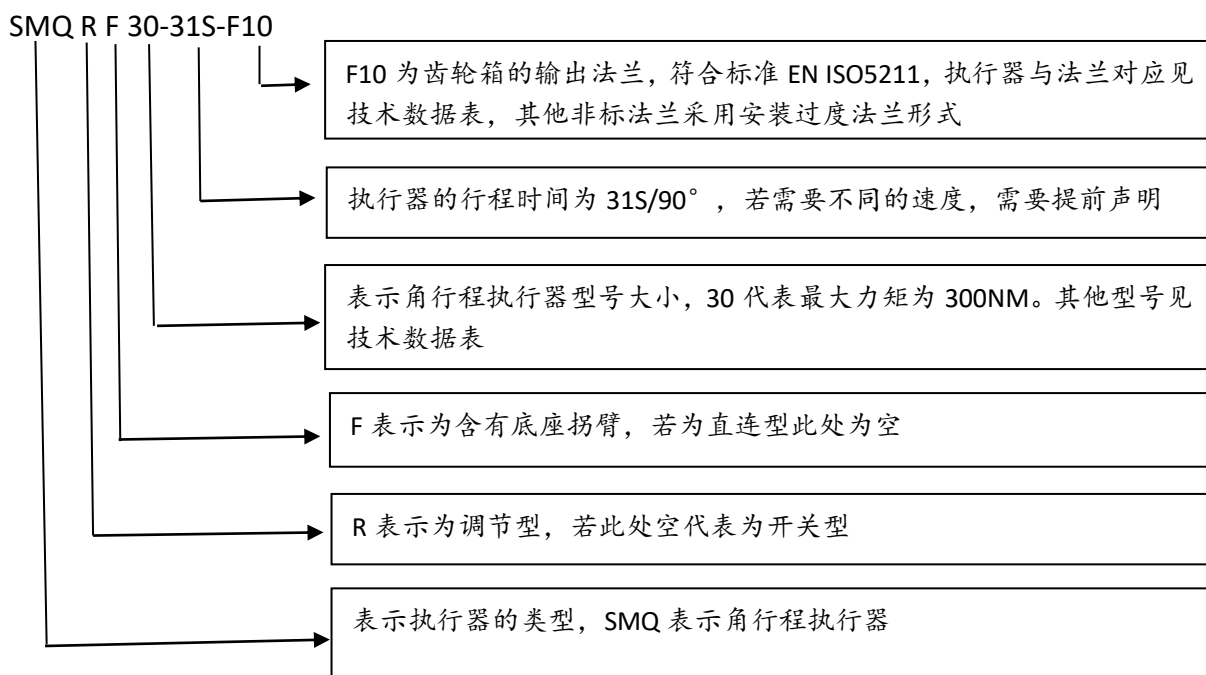 SMQ R F 30-31S-F10
F10 为齿轮箱的输出法兰，符合标准 EN ISO5211，执行器与法兰对应见
技术数据表，其他非标法兰采用安装过度法兰形式
执行器的行程时间为 31S/90°，若需要不同的速度，需要提前声明
表示角行程执行器型号大小，30 代表最大力矩为 300NM。其他型号见
技术数据表
F 表示为含有底座拐臂，若为直连型此处为空
R 表示为调节型，若此处空代表为开关型
表示执行器的类型，SMQ 表示角行程执行器